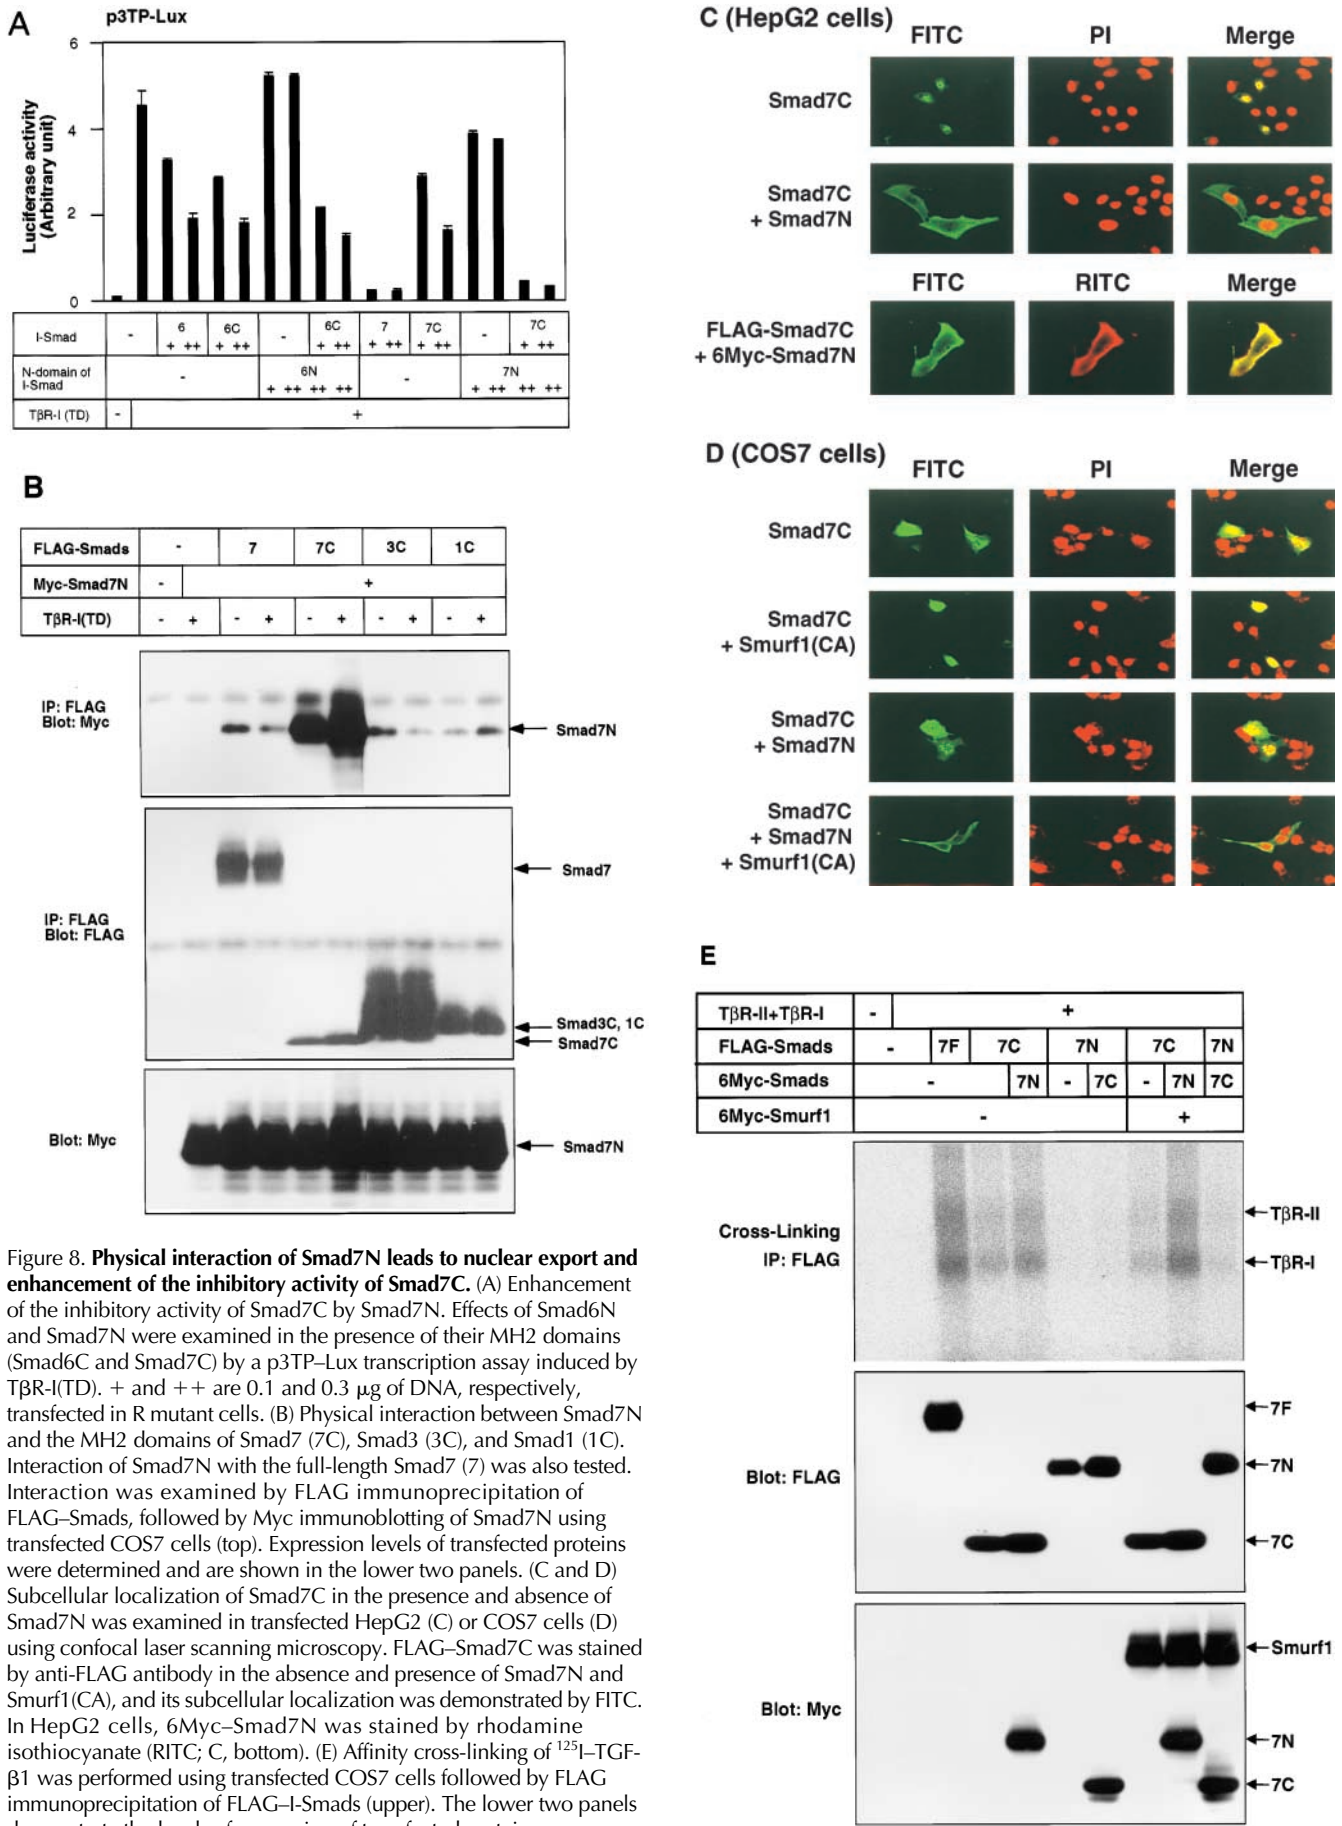 A
p3TP-Lux
Luciferase activity
(Arbitrary unit)
6
4
2
0
I-Smad - 6 6C - 6C 7 7C - 7C
+ ++ + ++ + ++ + ++ + ++ + ++
N-domain of
I-Smad - 6N - 7N
+ ++ ++ ++ + ++ ++ ++
TβR-I (TD) - +
B
FLAG-Smads - 7 7C 3C 1C
Myc-Smad7N - +
TβR-I(TD) - + - + - + - + - +
IP: FLAG
Blot: Myc
Smad7N
Smad7
IP: FLAG
Blot: FLAG
Smad3C, 1C
Smad7C
Blot: Myc
Smad7N
Figure 8. Physical interaction of Smad7N leads to nuclear export and
enhancement of the inhibitory activity of Smad7C. (A) Enhancement
of the inhibitory activity of Smad7C by Smad7N. Effects of Smad6N
and Smad7N were examined in the presence of their MH2 domains
(Smad6C and Smad7C) by a p3TP–Lux transcription assay induced by
TβR-I(TD). + and ++ are 0.1 and 0.3 μg of DNA, respectively,
transfected in R mutant cells. (B) Physical interaction between Smad7N
and the MH2 domains of Smad7 (7C), Smad3 (3C), and Smad1 (1C).
Interaction of Smad7N with the full-length Smad7 (7) was also tested.
Interaction was examined by FLAG immunoprecipitation of
FLAG–Smads, followed by Myc immunoblotting of Smad7N using
transfected COS7 cells (top). Expression levels of transfected proteins
were determined and are shown in the lower two panels. (C and D)
Subcellular localization of Smad7C in the presence and absence of
Smad7N was examined in transfected HepG2 (C) or COS7 cells (D)
using confocal laser scanning microscopy. FLAG–Smad7C was stained
by anti-FLAG antibody in the absence and presence of Smad7N and
Smurf1(CA), and its subcellular localization was demonstrated by FITC.
In HepG2 cells, 6Myc–Smad7N was stained by rhodamine
isothiocyanate (RITC; C, bottom). (E) Affinity cross-linking of 125I–TGF-
β1 was performed using transfected COS7 cells followed by FLAG
immunoprecipitation of FLAG–I-Smads (upper). The lower two panels
C (HepG2 cells)
FITC PI Merge
Smad7C
Smad7C
+ Smad7N
FITC RITC Merge
FLAG-Smad7C
+ 6Myc-Smad7N
D (COS7 cells)
FITC PI Merge
Smad7C
Smad7C
+ Smurf1(CA)
Smad7C
+ Smad7N
Smad7C
+ Smad7N
+ Smurf1(CA)
E
TβR-II+TβR-I - +
FLAG-Smads - 7F 7C 7N 7C 7N
6Myc-Smads - 7N - 7C - 7N 7C
6Myc-Smurf1 - +
Cross-Linking
IP: FLAG
TβR-II
TβR-I
Blot: FLAG
7F
7N
7C
Blot: Myc
Smurf1
7N
7C